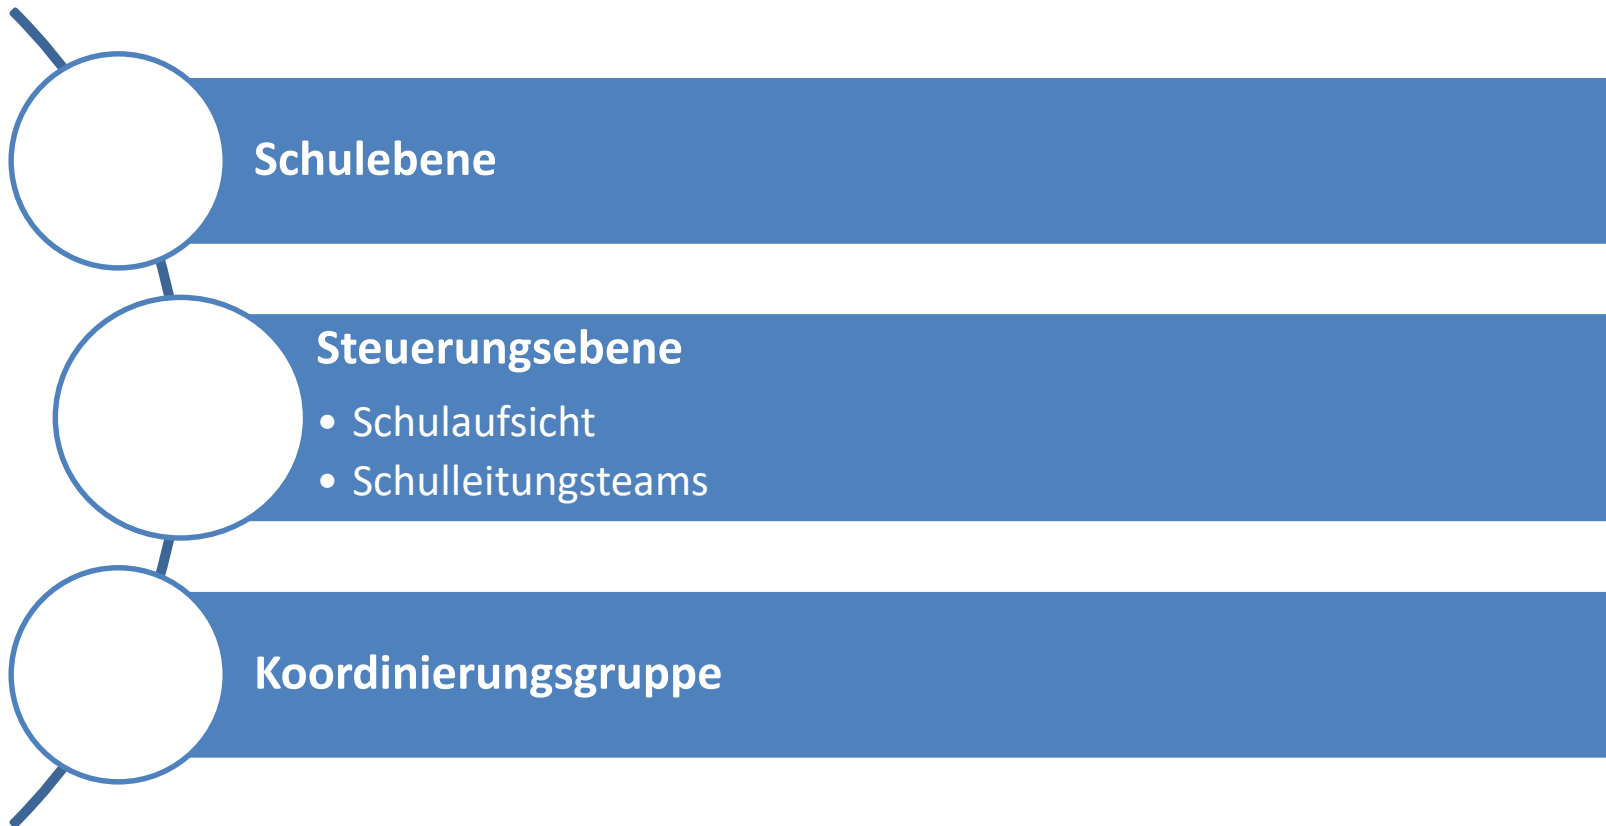 Schulebene
Steuerungsebene
• Schulaufsicht
• Schulleitungsteams
Koordinierungsgruppe